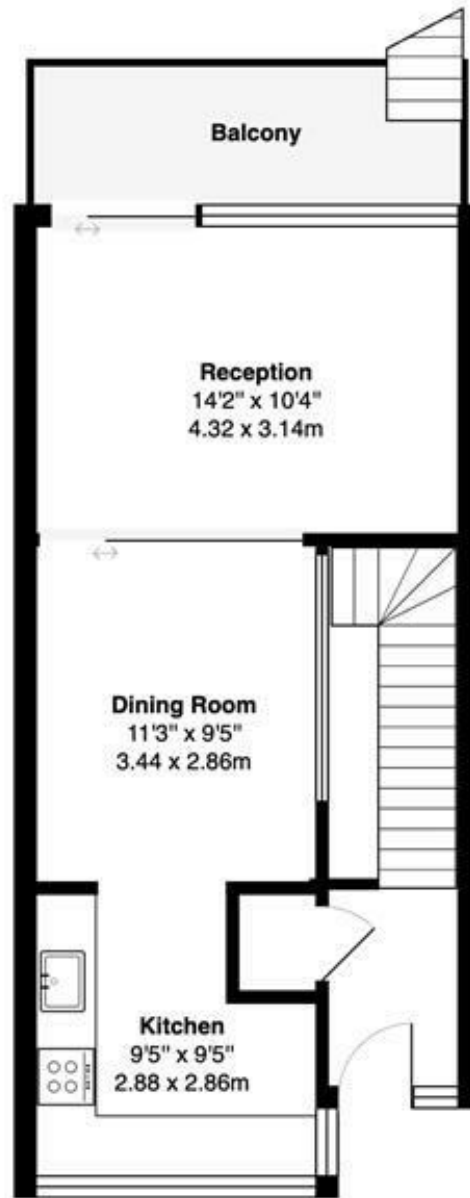 Balcony
Reception
14'2" x 10'4"
4.32 x 3.14m
Dining Room
11'3" x 9'5"
3.44 x 2.86m
Kitchen
9'5" x 9'5"
2.88 x 2.86m